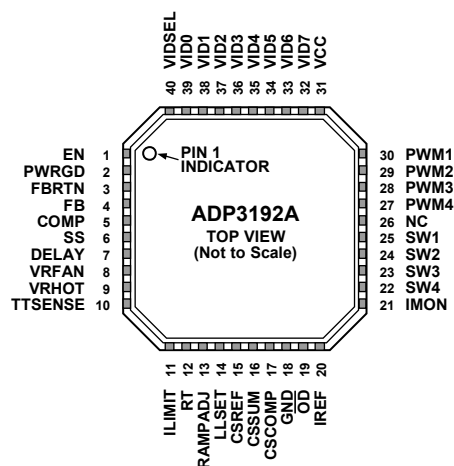 40 VIDSEL
39 VID0
38 VID1
37 VID2
36 VID3
35 VID4
34 VID5
33 VID6
32 VID7
31 VCC
EN 1
PWRGD 2
FBRTN 3
FB 4
COMP 5
SS 6
DELAY 7
VRFAN 8
VRHOT 9
TTSENSE 10
PIN 1
INDICATOR
ADP3192A
TOP VIEW
(Not to Scale)
30 PWM1
29 PWM2
28 PWM3
27 PWM4
26 NC
25 SW1
24 SW2
23 SW3
22 SW4
21 IMON
ILIMIT 11
RT 12
RAMPADJ 13
LLSET 14
CSREF 15
CSSUM 16
CSCOMP 17
GND 18
OD 19
IREF 20